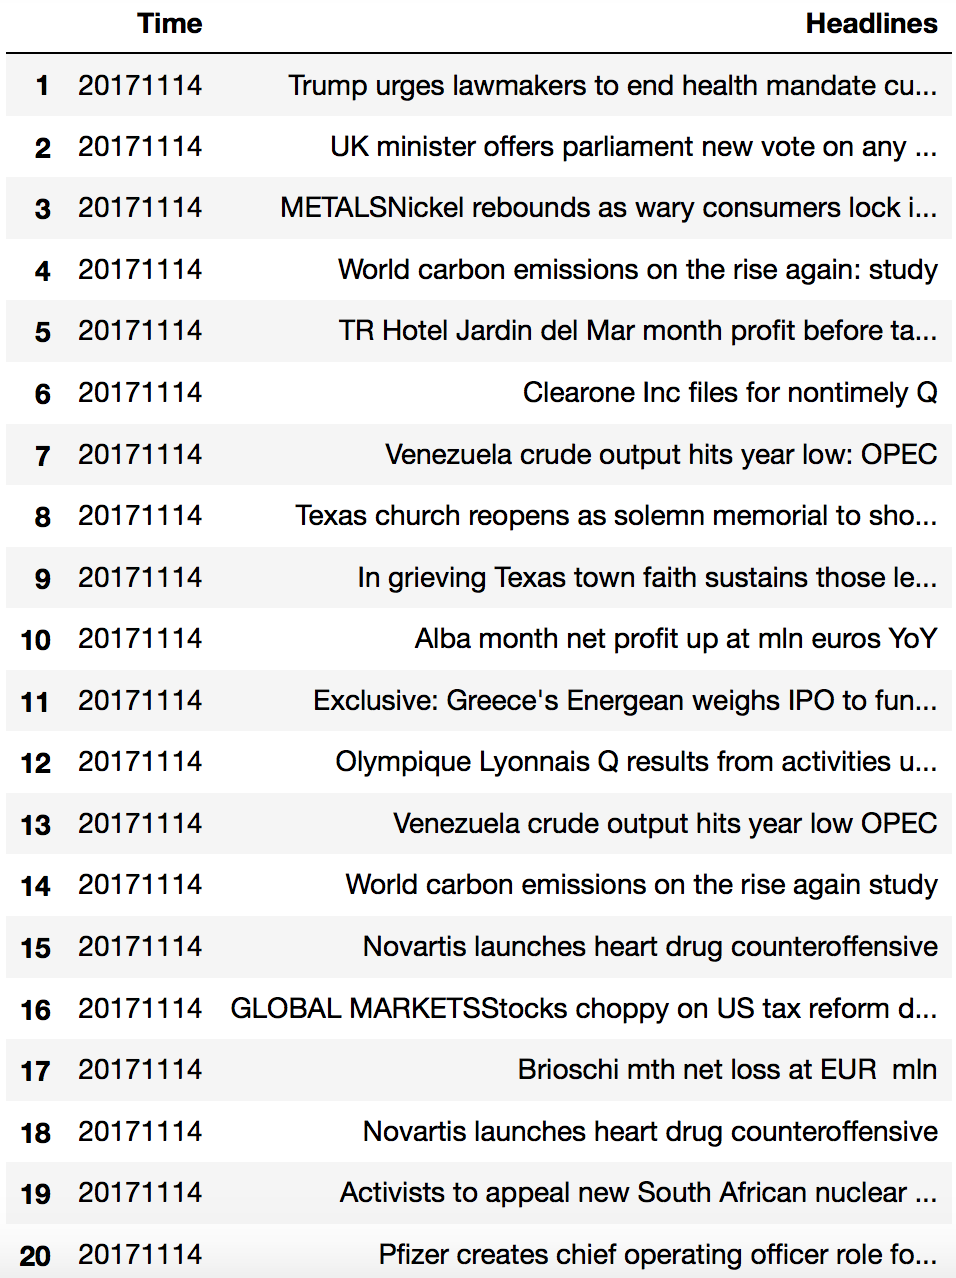 Time Headlines
1 20171114 Trump urges lawmakers to end health mandate cu...
2 20171114 UK minister offers parliament new vote on any ...
3 20171114 METALSNickel rebounds as wary consumers lock i...
4 20171114 World carbon emissions on the rise again: study
5 20171114 TR Hotel Jardin del Mar month profit before ta...
6 20171114 Clearone Inc files for nontimely Q
7 20171114 Venezuela crude output hits year low: OPEC
8 20171114 Texas church reopens as solemn memorial to sho...
9 20171114 In grieving Texas town faith sustains those le...
10 20171114 Alba month net profit up at mln euros YoY
11 20171114 Exclusive: Greece's Energean weighs IPO to fun...
12 20171114 Olympique Lyonnais Q results from activities u...
13 20171114 Venezuela crude output hits year low OPEC
14 20171114 World carbon emissions on the rise again study
15 20171114 Novartis launches heart drug counteroffensive
16 20171114 GLOBAL MARKETSStocks choppy on US tax reform d...
17 20171114 Brioschi mth net loss at EUR  mln
18 20171114 Novartis launches heart drug counteroffensive
19 20171114 Activists to appeal new South African nuclear ...
20 20171114 Pfizer creates chief operating officer role fo...